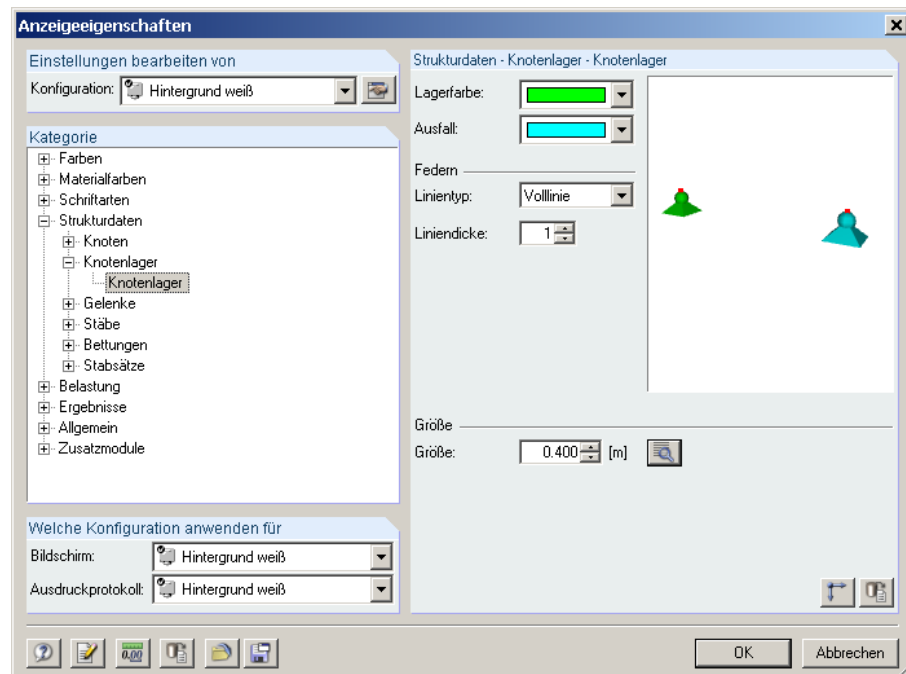 Anzeigeeigenschaften
Einstellungen bearbeiten von
Konfiguration: Hintergrund weiß
Kategorie
Farben
Materialfarben
Schriftarten
Strukturdaten
Knoten
Knotenlager
Knotenlager
Gelenke
Stäbe
Bettungen
Stabsätze
Belastung
Ergebnisse
Allgemein
Zusatzmodule
Welche Konfiguration anwenden für
Bildschirm: Hintergrund weiß
Ausdruckprotokoll: Hintergrund weiß
Strukturdaten - Knotenlager - Knotenlager
Lagerfarbe:
Ausfall:
Federn
Linientyp: Volllinie
Liniendicke: 1
Größe
Größe: 0.400 [m]
0.00
OK Abbrechen